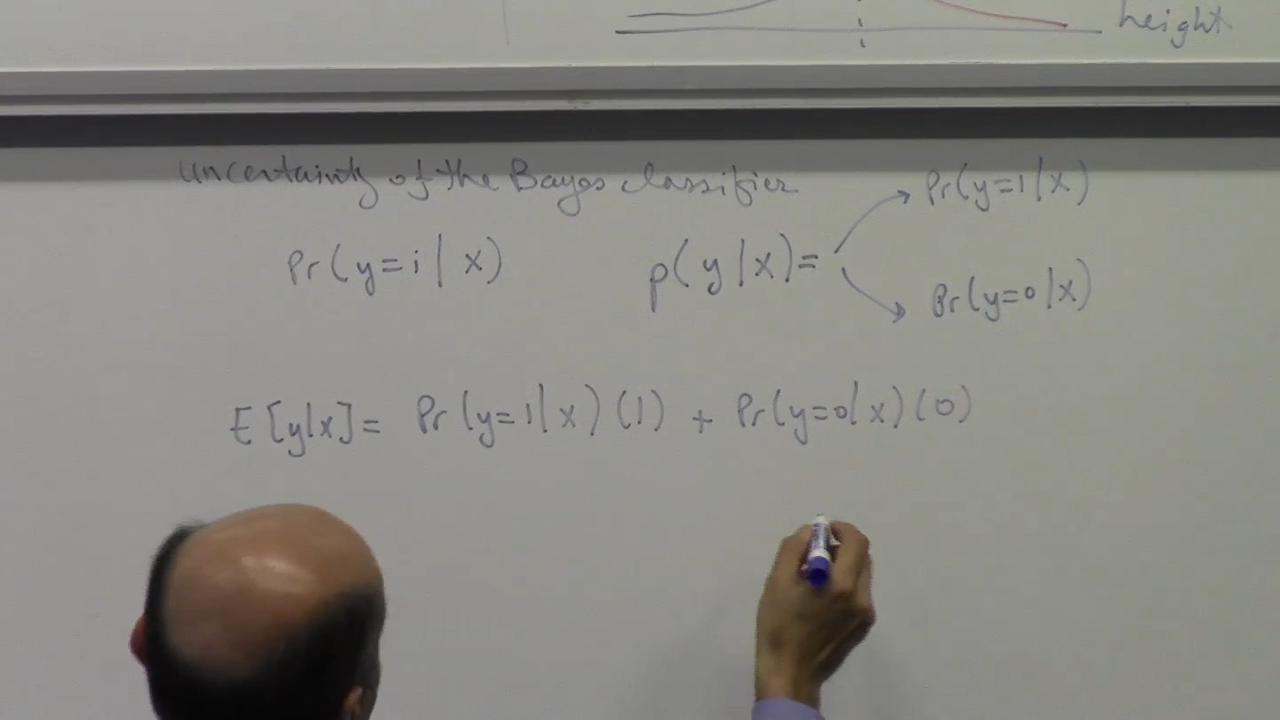 height
Uncertainty of the Bayes classifier
Pr(y=1|x)
Pr(y=i|x)
p(y|x)=
Pr(y=0|x)
E[y|x]= Pr(y=1|x)(1) + Pr(y=0|x)(0)